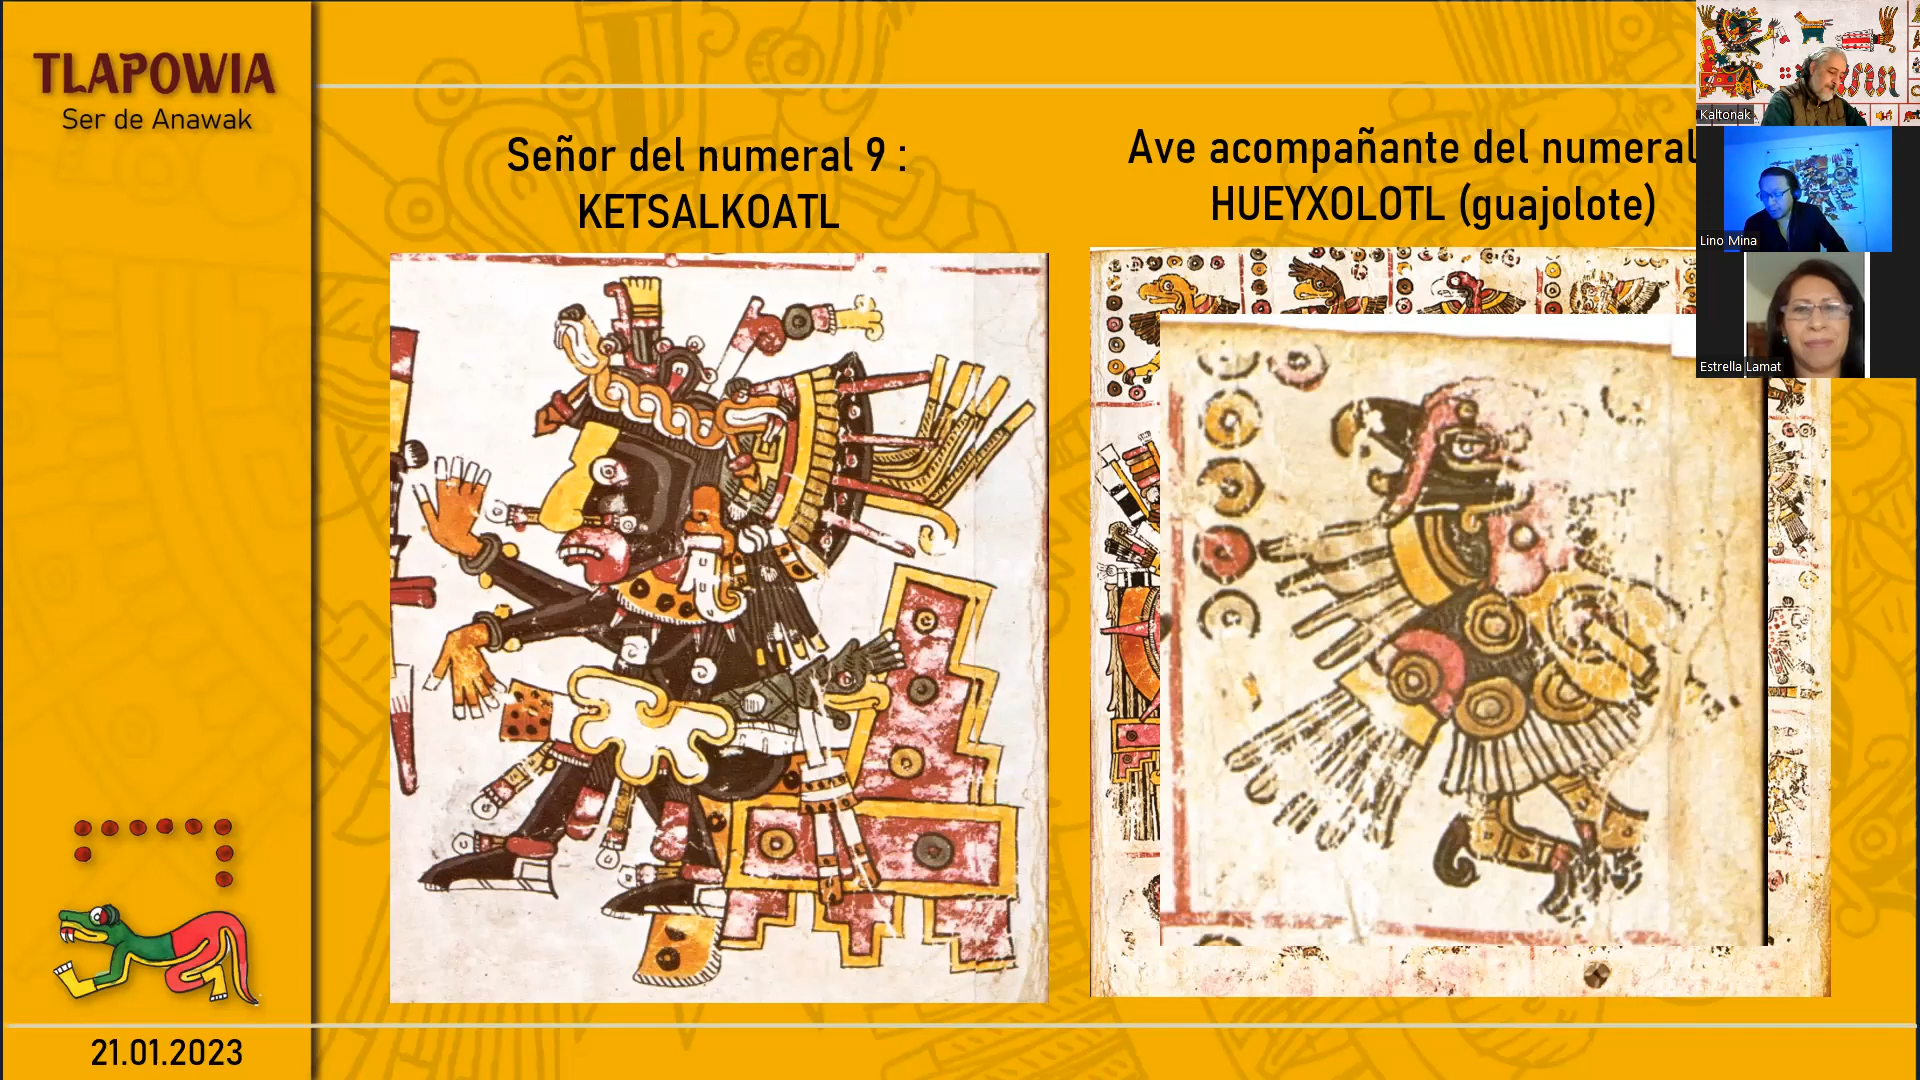 TLAPOWIA
Ser de Anawak
Señor del numeral 9 :
KETSALKOATL
Ave acompañante del numeral
HUEYXOLOTL (guajolote)
Kaltonak
Lino Mina
Estrella Lamat
21.01.2023